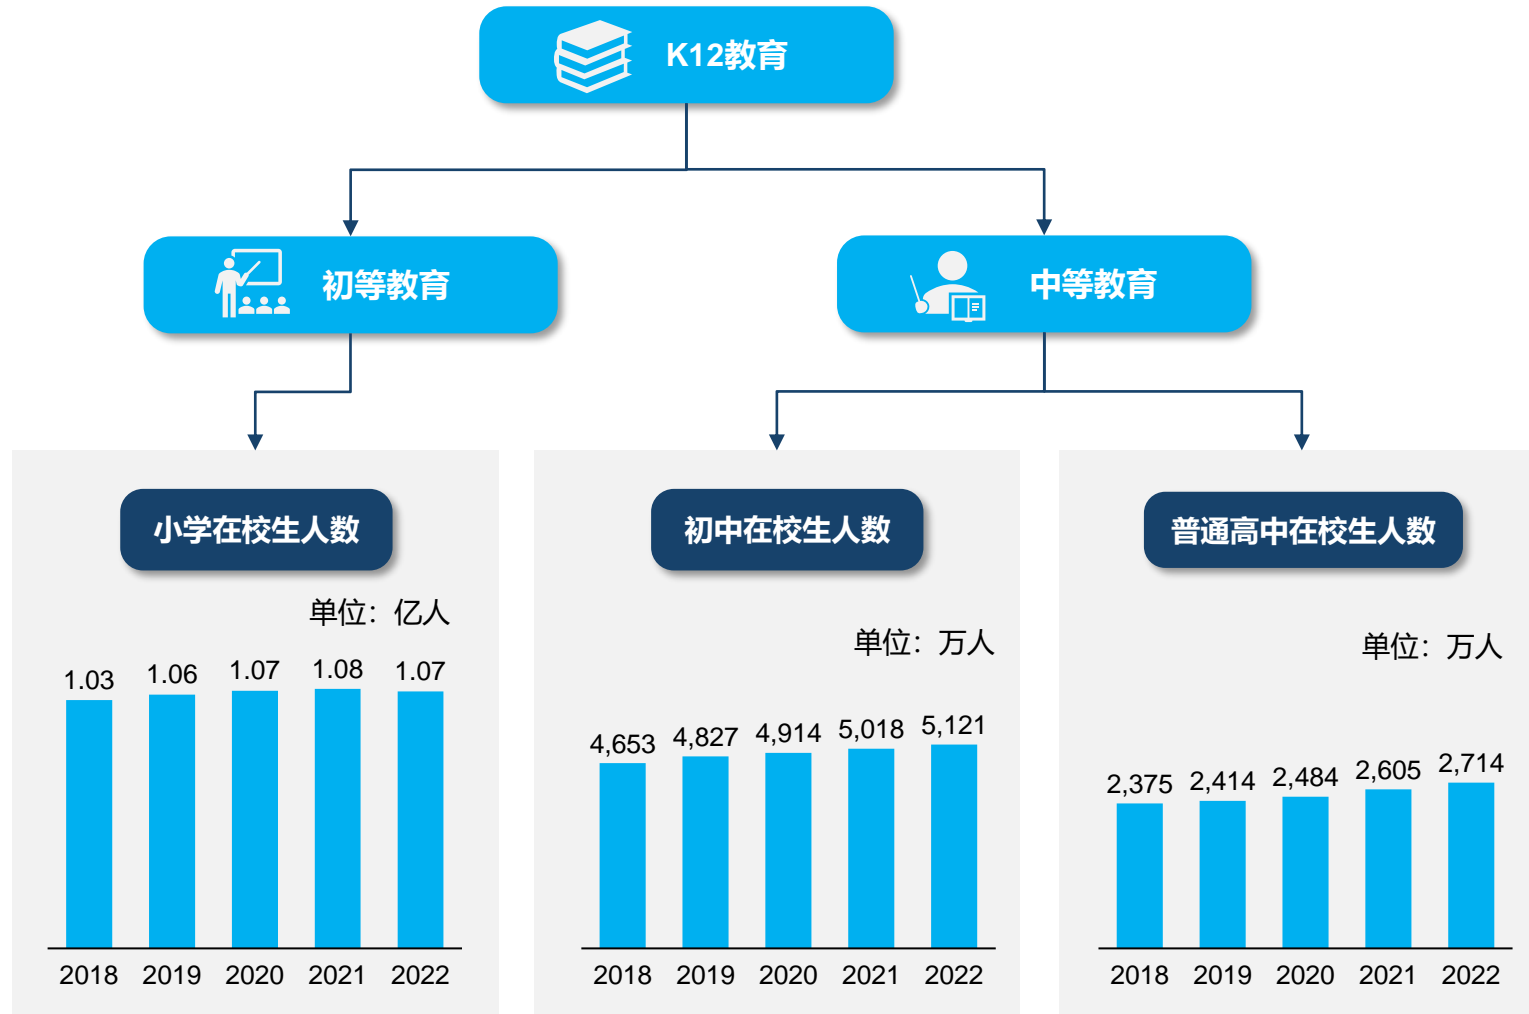 K12教育
初等教育
中等教育
小学在校生人数
单位：亿人
1.03 1.06 1.07 1.08 1.07
2018 2019 2020 2021 2022
初中在校生人数
单位：万人
4,653 4,827 4,914 5,018 5,121
2018 2019 2020 2021 2022
普通高中在校生人数
单位：万人
2,375 2,414 2,484 2,605 2,714
2018 2019 2020 2021 2022